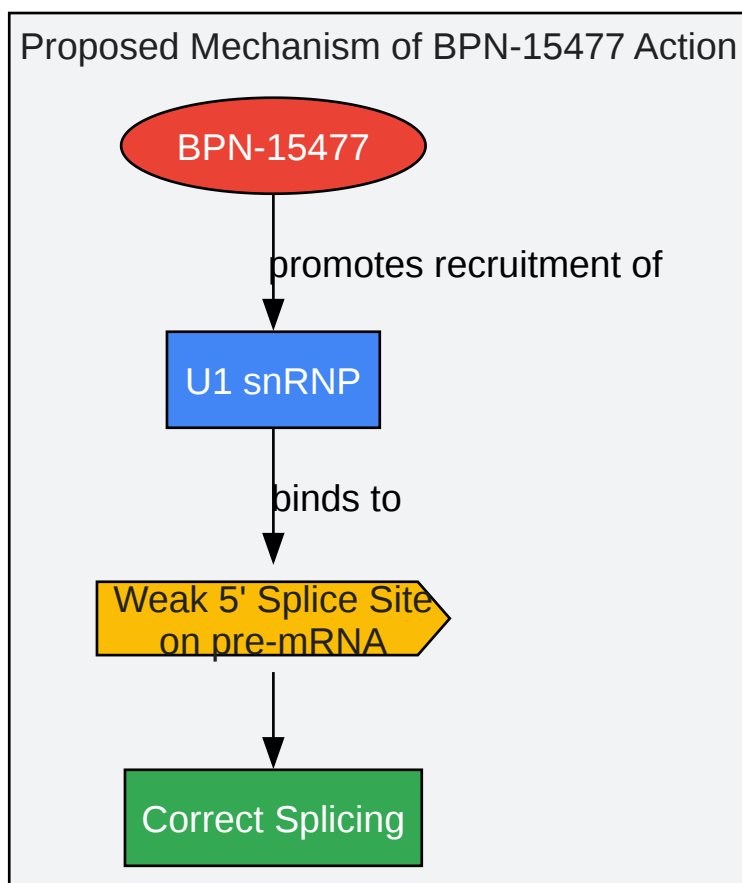 Proposed Mechanism of BPN-15477 Action
BPN-15477
promotes recruitment of
U1 snRNP
binds to
Weak 5' Splice Site
on pre-mRNA
Correct Splicing